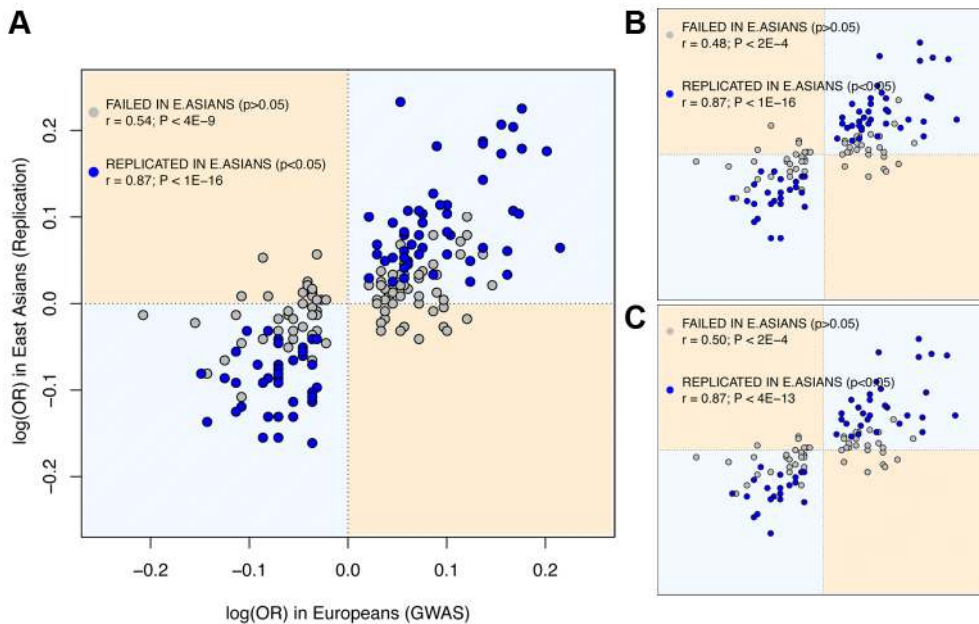 A
FAILED IN E.ASIANS (p>0.05)
r = 0.54; P < 4E−9
REPLICATED IN E.ASIANS (p<0.05)
r = 0.87; P < 1E−16
log(OR) in East Asians (Replication)
0.2
0.1
0.0
−0.1
−0.2
−0.2
−0.1
0.0
0.1
0.2
log(OR) in Europeans (GWAS)
B
FAILED IN E.ASIANS (p>0.05)
r = 0.48; P < 2E−4
REPLICATED IN E.ASIANS (p<0.05)
r = 0.87; P < 1E−16
C
FAILED IN E.ASIANS (p>0.05)
r = 0.50; P < 2E−4
REPLICATED IN E.ASIANS (p<0.05)
r = 0.87; P < 4E−13